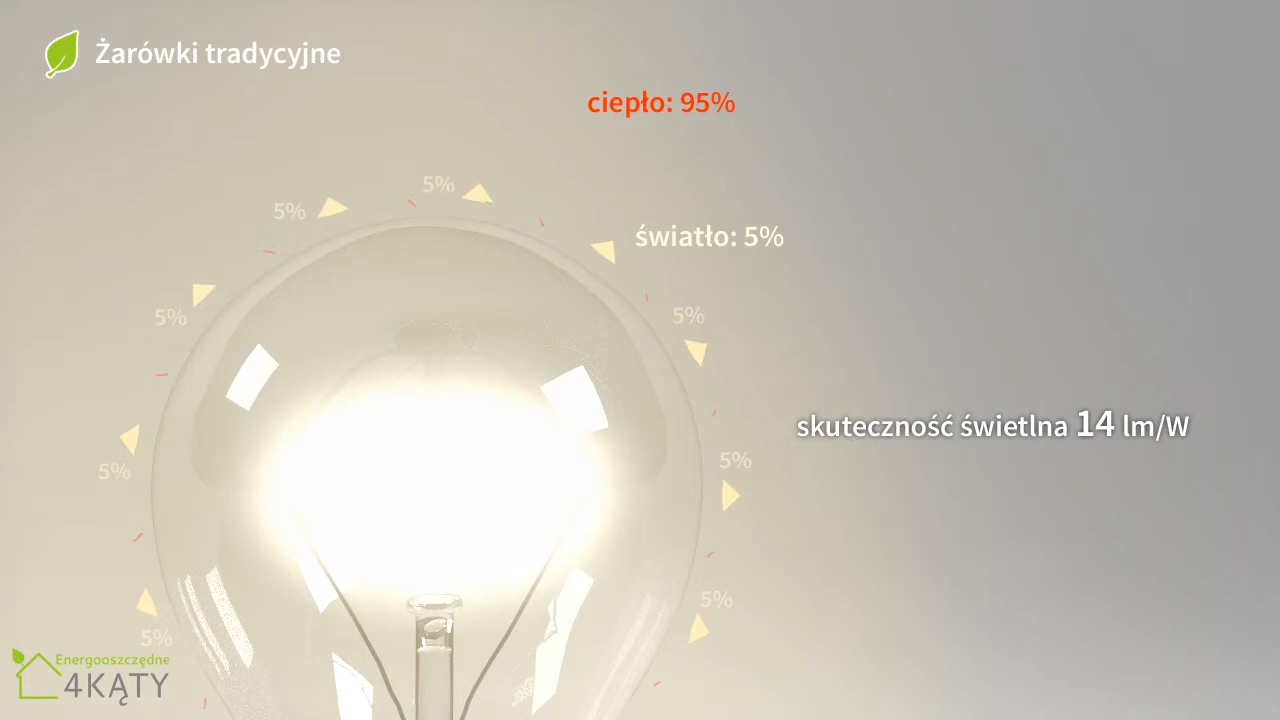 Żarówki tradycyjne
ciepło: 95%
5%
5%
światło: 5%
5%
5%
skuteczność świetlna 14 lm/W
5%
5%
5%
5%
Energooszczędne
4KĄTY